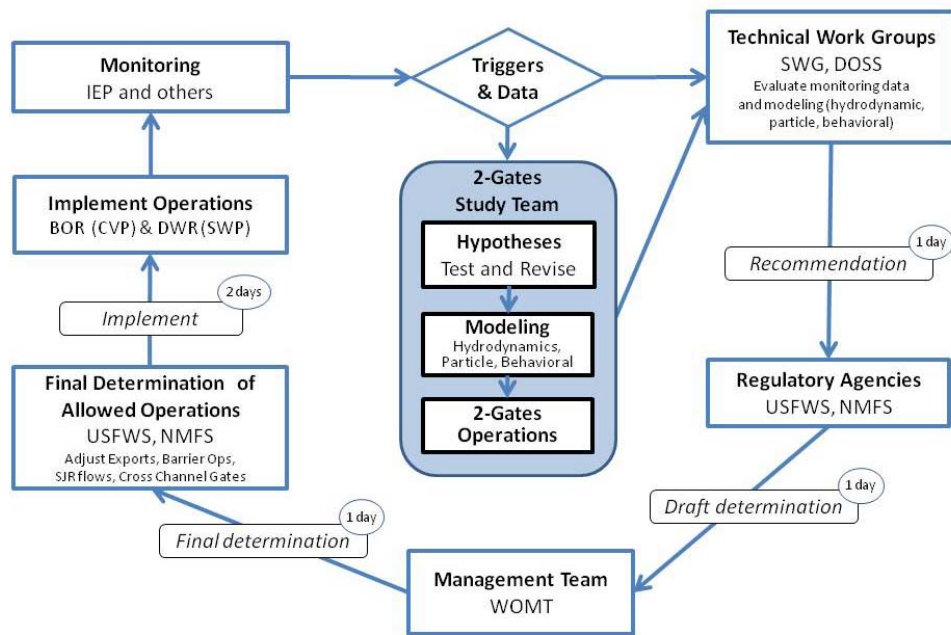 Monitoring
IEP and others
Triggers
& Data
Technical Work Groups
SWG, DOSS
Evaluate monitoring data
and modeling (hydrodynamic,
particle, behavioral)
Implement Operations
BOR (CVP) & DWR (SWP)
2-Gates
Study Team
Hypotheses
Test and Revise
Modeling
Hydrodynamics,
Particle, Behavioral
2-Gates
Operations
1 day
Recommendation
2 days
Implement
Final Determination of
Allowed Operations
USFWS, NMFS
Adjust Exports, Barrier Ops,
SJR flows, Cross Channel Gates
Regulatory Agencies
USFWS, NMFS
1 day
Draft determination
1 day
Final determination
Management Team
WOMT